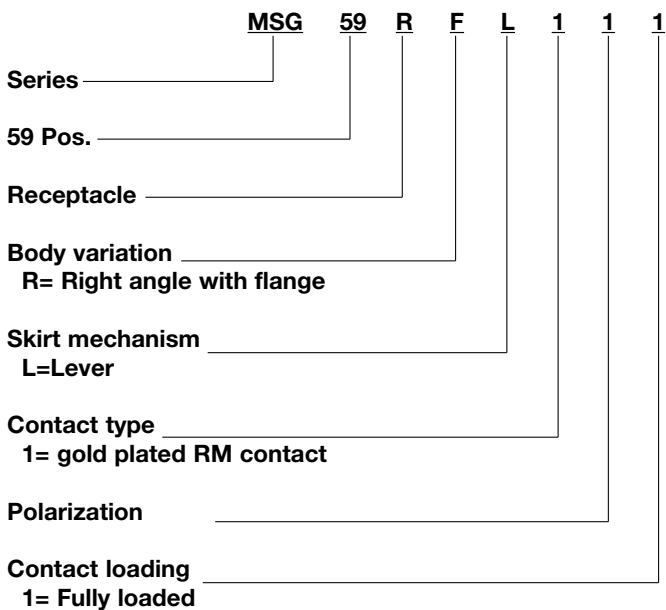 MSG 59 R F L 1 1 1
Series
59 Pos.
Receptacle
Body variation
R= Right angle with flange
Skirt mechanism
L=Lever
Contact type
1= gold plated RM contact
Polarization
Contact loading
1= Fully loaded